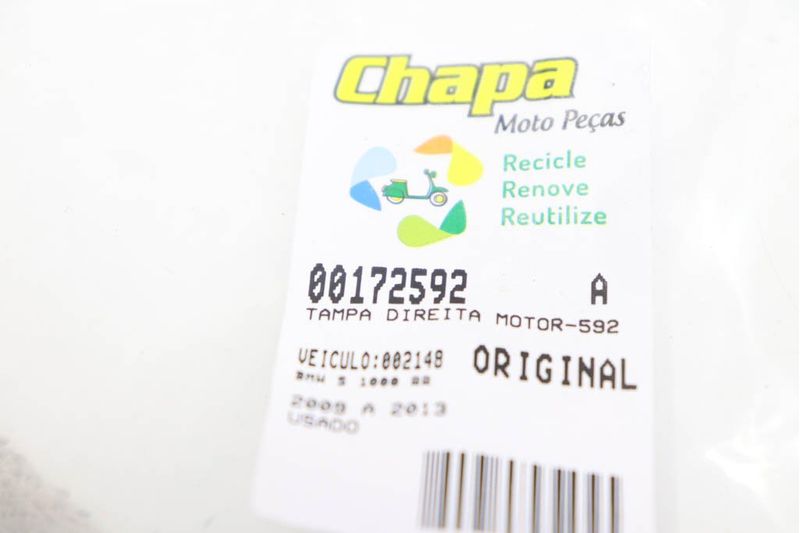 Chapa
Moto Peças
Recicle
Renove
Reutilize
00172592 A
TAMPA DIREITA MOTOR-592
VEICULO:002148 ORIGINAL
BMW S 1000 RR
2009 A 2013
USADO